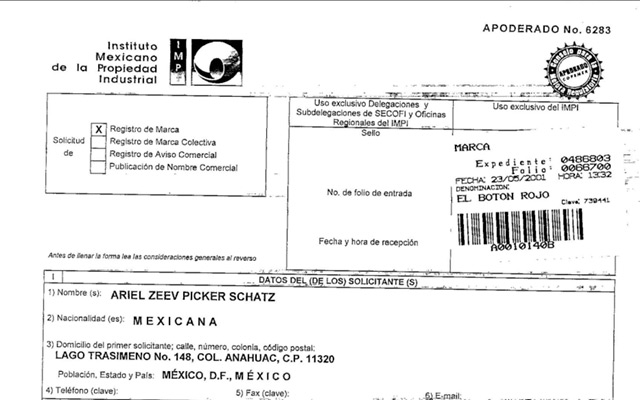 APODERADO No. 6283
Instituto
Mexicano
de la Propiedad
Industrial
IMPI
APODERADO
Uso exclusivo Delegaciones y
Subdelegaciones de SECOFI y Oficinas
Regionales del IMPI
Uso exclusivo del IMPI
Solicitud
de
X Registro de Marca
Registro de Marca Colectiva
Registro de Aviso Comercial
Publicación de Nombre Comercial
Sello
No. de folio de entrada
Fecha y hora de recepción
MARCA
Expediente: 0486803
Folio: 0066700
FECHA: 23/05/2001 HORA: 13:32
DENOMINACION:
EL BOTON ROJO
Clave: 739441
A0010140B
Antes de llenar la forma lea las consideraciones generales al reverso
I DATOS DEL (DE LOS) SOLICITANTE (S)
1) Nombre (s): ARIEL ZEEV PICKER SCHATZ
2) Nacionalidad (es): MEXICANA
3) Domicilio del primer solicitante; calle, número, colonia, código postal:
LAGO TRASIMENO No. 148, COL. ANAHUAC, C.P. 11320
Población, Estado y País: MÉXICO, D.F., MÉXICO
4) Teléfono (clave): 5) Fax (clave): 6) E-mail: